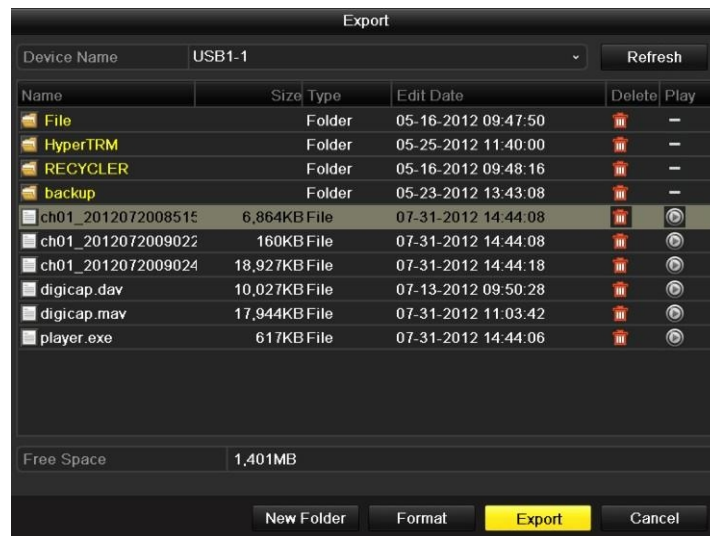 Export
Device Name USB1-1 Refresh
Name Size Type Edit Date Delete Play
File Folder 05-16-2012 09:47:50 –
HyperTRM Folder 05-25-2012 11:40:00 –
RECYCLER Folder 05-16-2012 09:48:16 –
backup Folder 05-23-2012 13:43:08 –
ch01_2012072008515 6,864KB File 07-31-2012 14:44:08
ch01_2012072009022 160KB File 07-31-2012 14:44:08
ch01_2012072009024 18,927KB File 07-31-2012 14:44:18
digicap.dav 10,027KB File 07-13-2012 09:50:28
digicap.mav 17,944KB File 07-31-2012 11:03:42
player.exe 617KB File 07-31-2012 14:44:06
Free Space 1,401MB
New Folder Format Export Cancel